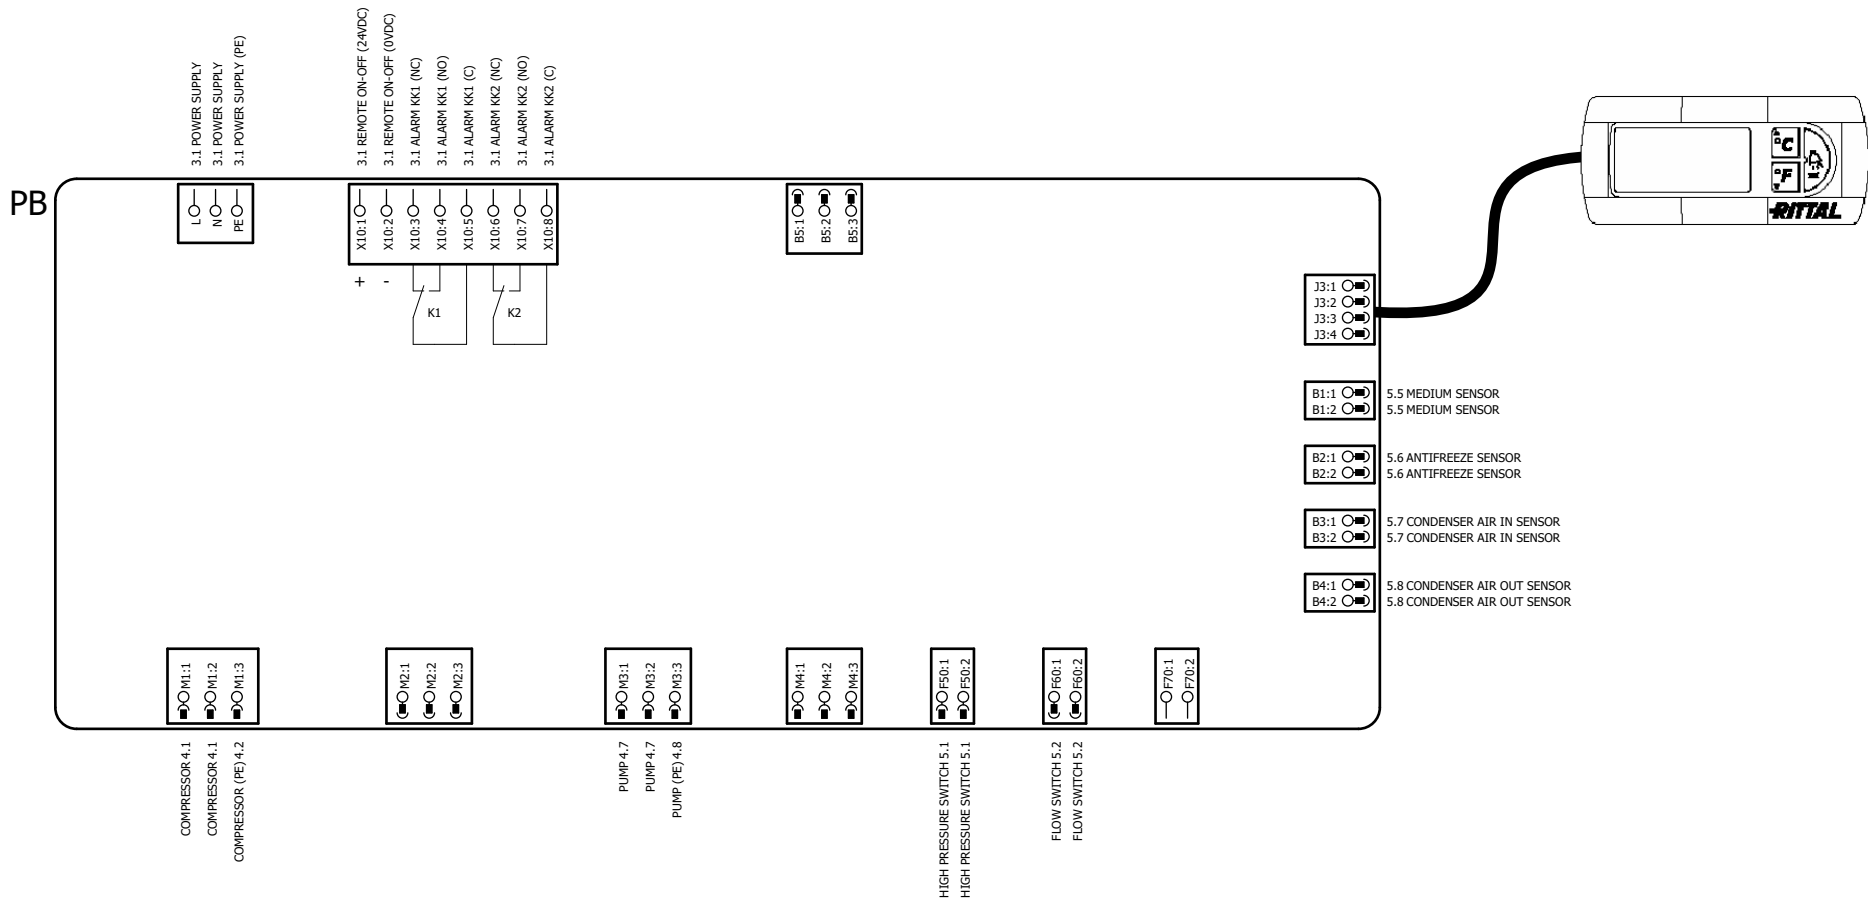 3.1 POWER SUPPLY
3.1 POWER SUPPLY
3.1 POWER SUPPLY (PE)
3.1 REMOTE ON-OFF (24VDC)
3.1 REMOTE ON-OFF (0VDC)
3.1 ALARM KK1 (NC)
3.1 ALARM KK1 (NO)
3.1 ALARM KK1 (C)
3.1 ALARM KK2 (NC)
3.1 ALARM KK2 (NO)
3.1 ALARM KK2 (C)
PB
L
N
PE
X10:1
X10:2
X10:3
X10:4
X10:5
X10:6
X10:7
X10:8
+
-
K1
K2
B5:1
B5:2
B5:3
°C
°F
RITTAL
J3:1
J3:2
J3:3
J3:4
B1:1 5.5 MEDIUM SENSOR
B1:2 5.5 MEDIUM SENSOR
B2:1 5.6 ANTIFREEZE SENSOR
B2:2 5.6 ANTIFREEZE SENSOR
B3:1 5.7 CONDENSER AIR IN SENSOR
B3:2 5.7 CONDENSER AIR IN SENSOR
B4:1 5.8 CONDENSER AIR OUT SENSOR
B4:2 5.8 CONDENSER AIR OUT SENSOR
M1:1
M1:2
M1:3
M2:1
M2:2
M2:3
M3:1
M3:2
M3:3
M4:1
M4:2
M4:3
F50:1
F50:2
F60:1
F60:2
F70:1
F70:2
COMPRESSOR 4.1
COMPRESSOR 4.1
COMPRESSOR (PE) 4.2
PUMP 4.7
PUMP 4.7
PUMP (PE) 4.8
HIGH PRESSURE SWITCH 5.1
HIGH PRESSURE SWITCH 5.1
FLOW SWITCH 5.2
FLOW SWITCH 5.2